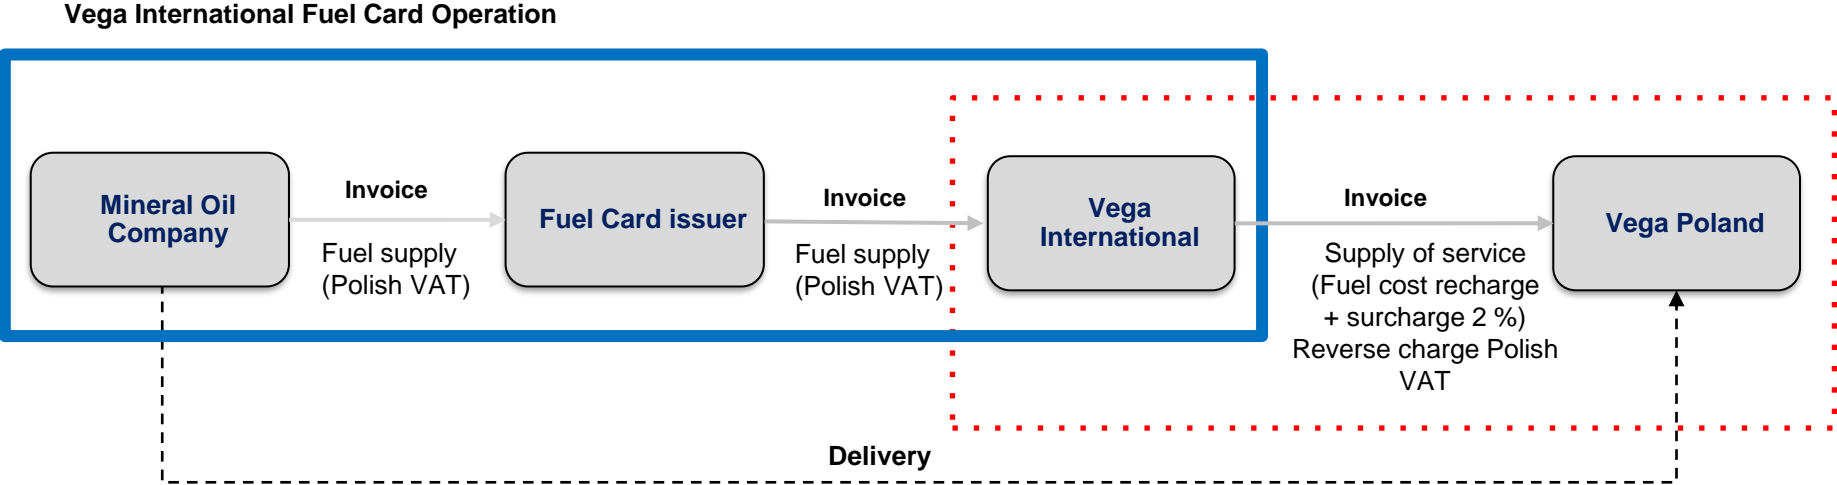 Vega International Fuel Card Operation
Mineral Oil
Company
Invoice
Fuel supply
(Polish VAT)
Fuel Card issuer
Invoice
Fuel supply
(Polish VAT)
Vega
International
Invoice
Supply of service
(Fuel cost recharge
+ surcharge 2 %)
Reverse charge Polish
VAT
Vega Poland
Delivery